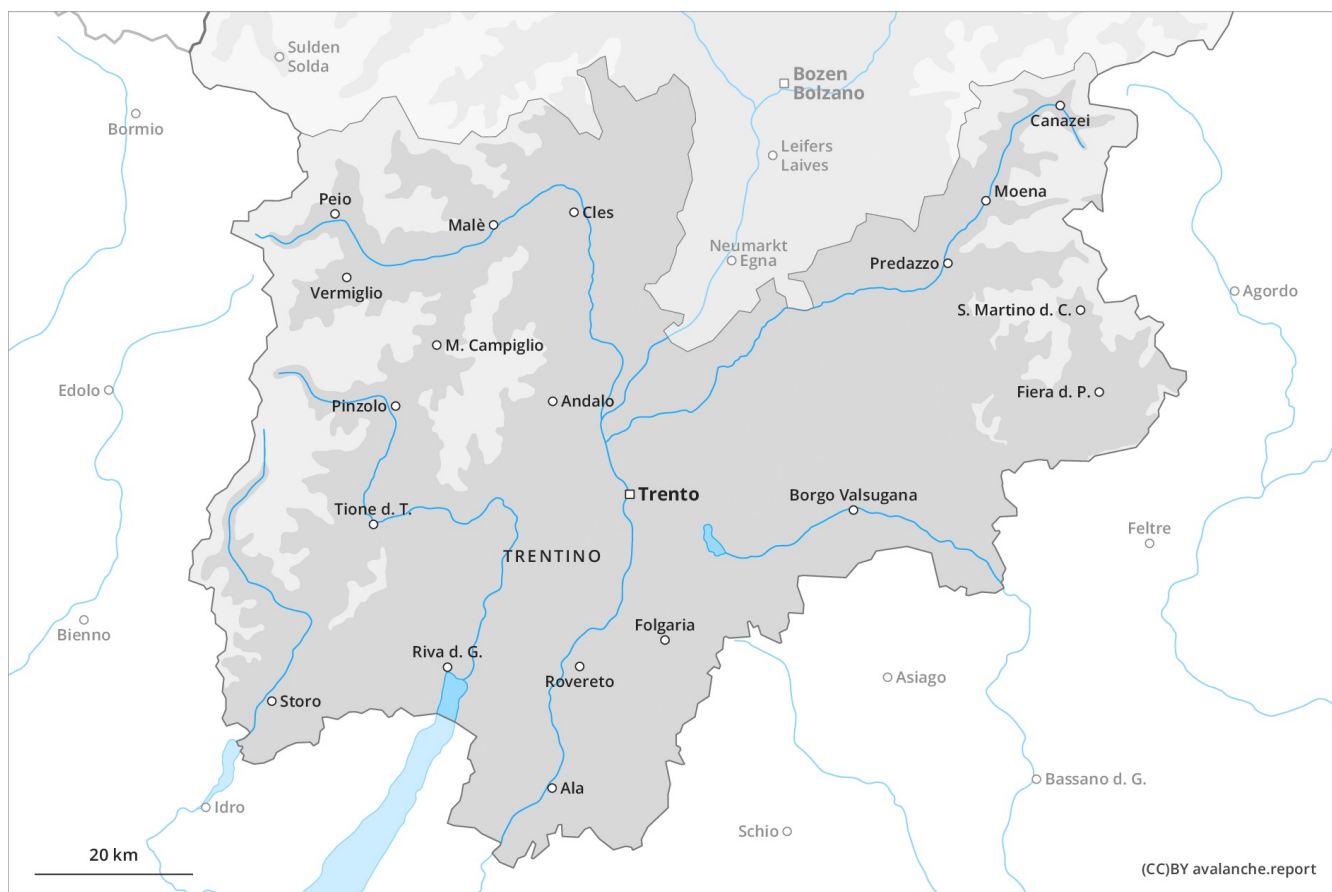 Sulden
Solda
Bozen
Bolzano
Bormio
Canazei
Leifers
Laives
Peio
Moena
Malè
Cles
Neumarkt
Egna
Predazzo
Vermiglio
Agordo
S. Martino d. C.
M. Campiglio
Edolo
Fiera d. P.
Pinzolo
Andalo
Trento
Borgo Valsugana
Tione d. T.
Feltre
TRENTINO
Bienno
Folgaria
Riva d. G.
Asiago
Rovereto
Storo
Bassano d. G.
Ala
Idro
Schio
20 km
(CC)BY avalanche.report